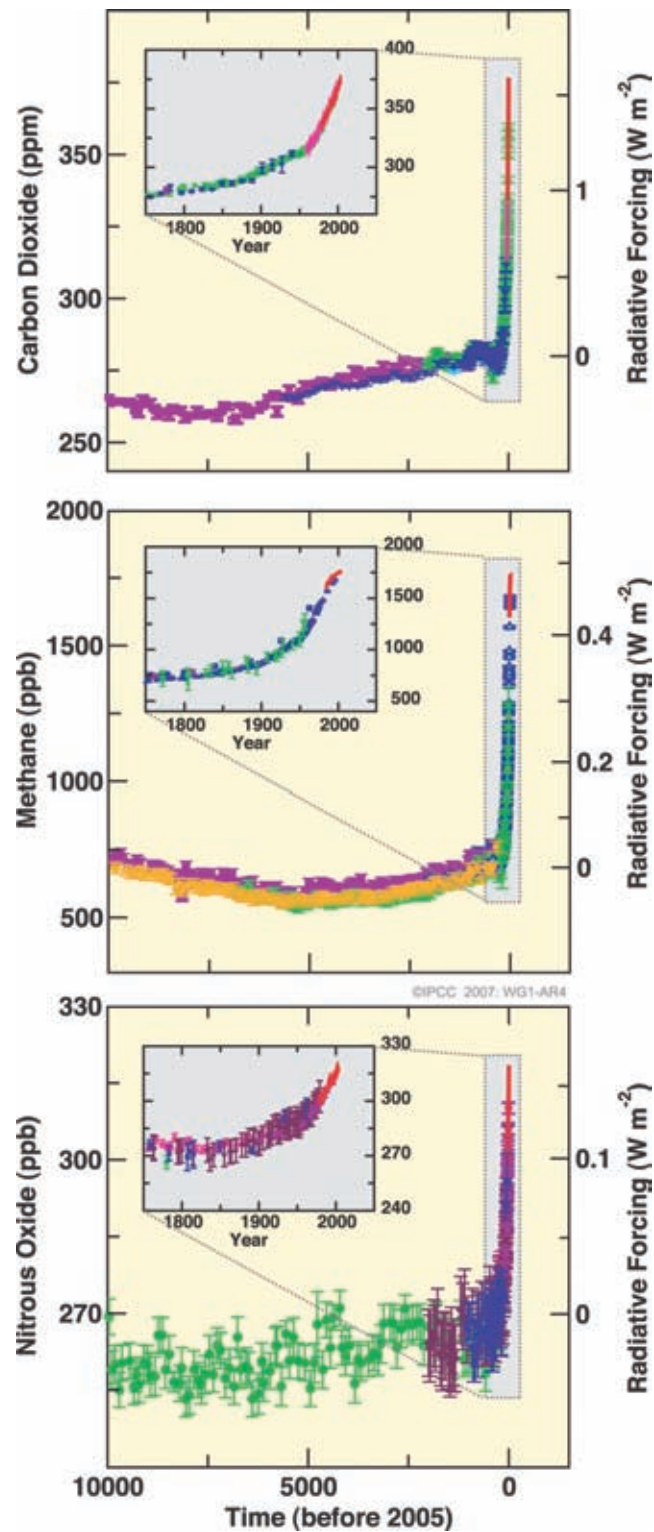 400
350
300
1800 1900 2000
Year
350
300
250
Carbon Dioxide (ppm)
1
0
Radiative Forcing (W m-2)
2000
1500
1000
500
1800 1900 2000
Year
2000
1500
1000
500
Methane (ppb)
0.4
0.2
0
Radiative Forcing (W m-2)
©IPCC 2007: WG1-AR4
330
300
270
240
1800 1900 2000
Year
330
300
270
Nitrous Oxide (ppb)
0.1
0
Radiative Forcing (W m-2)
10000 5000 0
Time (before 2005)